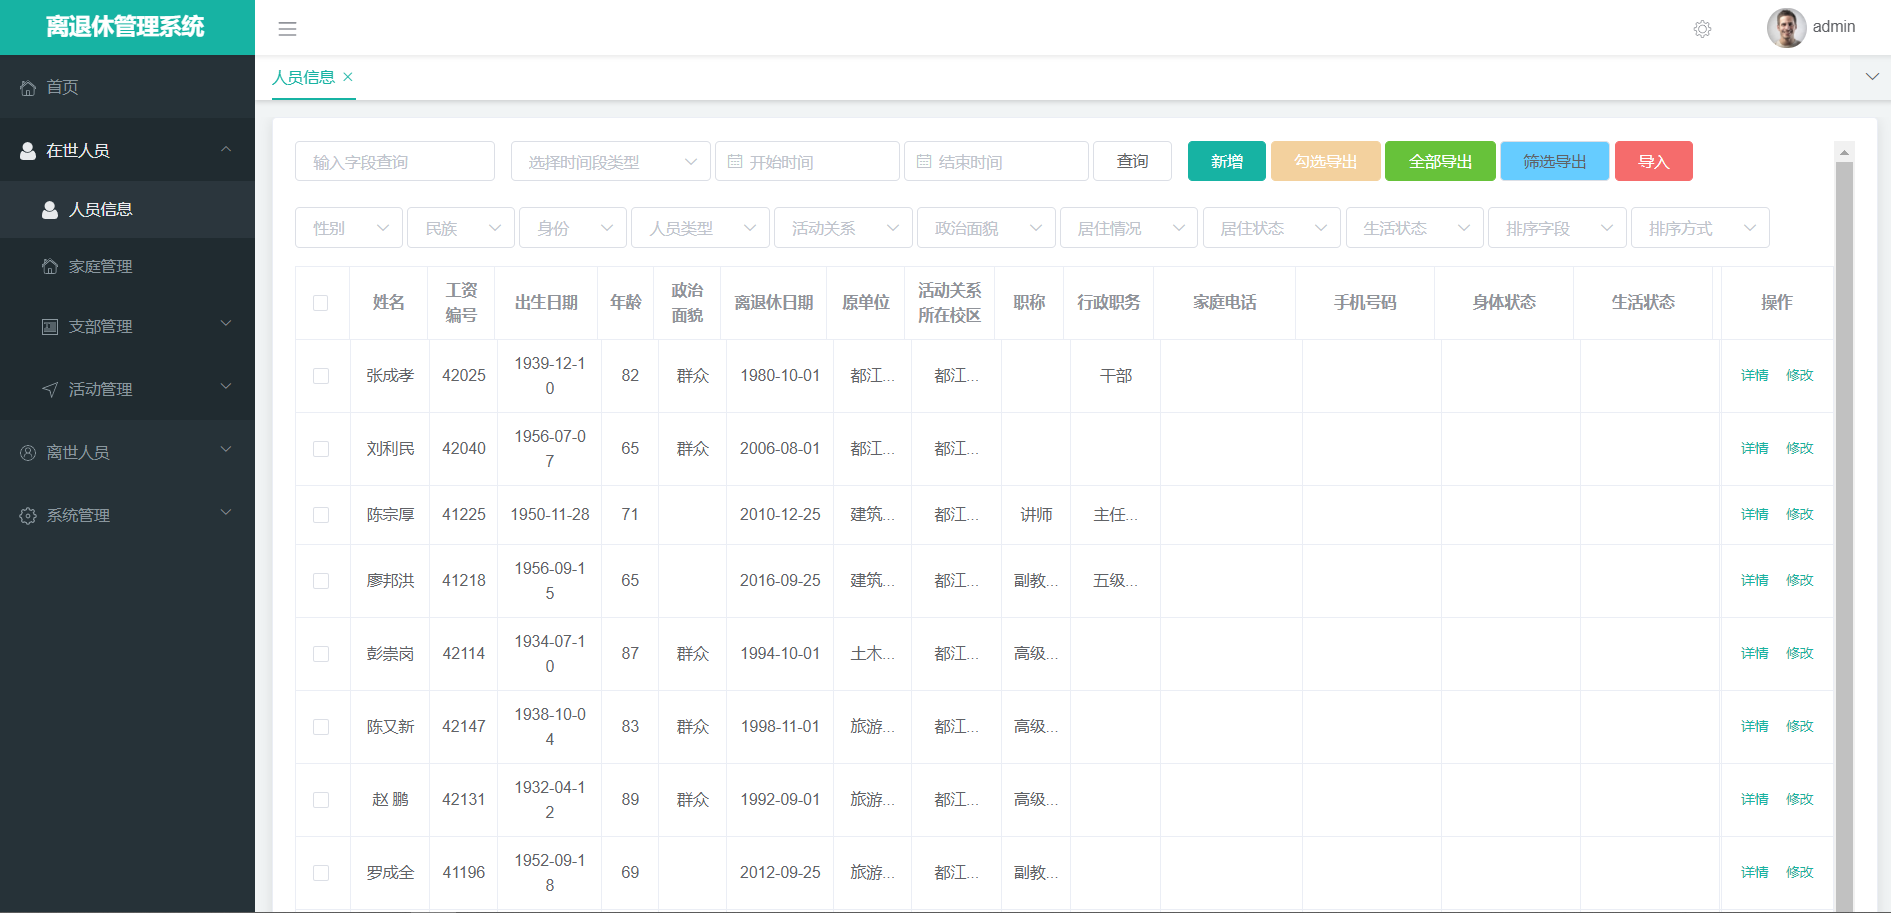 离退休管理系统
admin
首页
在世人员
人员信息
家庭管理
支部管理
活动管理
离世人员
系统管理
人员信息
输入字段查询 选择时间段类型 开始时间 结束时间 查询 新增 勾选导出 全部导出 筛选导出 导入
性别 民族 身份 人员类型 活动关系 政治面貌 居住情况 居住状态 生活状态 排序字段 排序方式
姓名 工资编号 出生日期 年龄 政治面貌 离退休日期 原单位 活动关系所在校区 职称 行政职务 家庭电话 手机号码 身体状态 生活状态 操作
张成孝 42025 1939-12-10 82 群众 1980-10-01 都江... 都江... 干部 详情 修改
刘利民 42040 1956-07-07 65 群众 2006-08-01 都江... 都江... 详情 修改
陈宗厚 41225 1950-11-28 71 2010-12-25 建筑... 都江... 讲师 主任... 详情 修改
廖邦洪 41218 1956-09-15 65 2016-09-25 建筑... 都江... 副教... 五级... 详情 修改
彭崇岗 42114 1934-07-10 87 群众 1994-10-01 土木... 都江... 高级... 详情 修改
陈又新 42147 1938-10-04 83 群众 1998-11-01 旅游... 都江... 高级... 详情 修改
赵 鹏 42131 1932-04-12 89 群众 1992-09-01 旅游... 都江... 高级... 详情 修改
罗成全 41196 1952-09-18 69 2012-09-25 旅游... 都江... 副教... 详情 修改